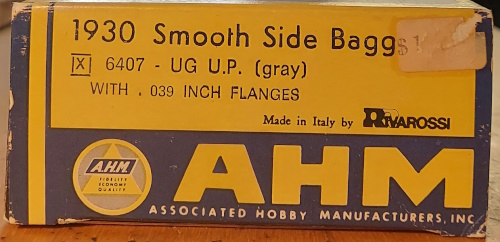 1930 Smooth Side Bagg
X 6407 - UG U.P. (gray)
WITH .039 INCH FLANGES
Made in Italy by RIVAROSSI
A.H.M.
FIDELITY
ECONOMY
QUALITY
AHM
ASSOCIATED HOBBY MANUFACTURERS, INC